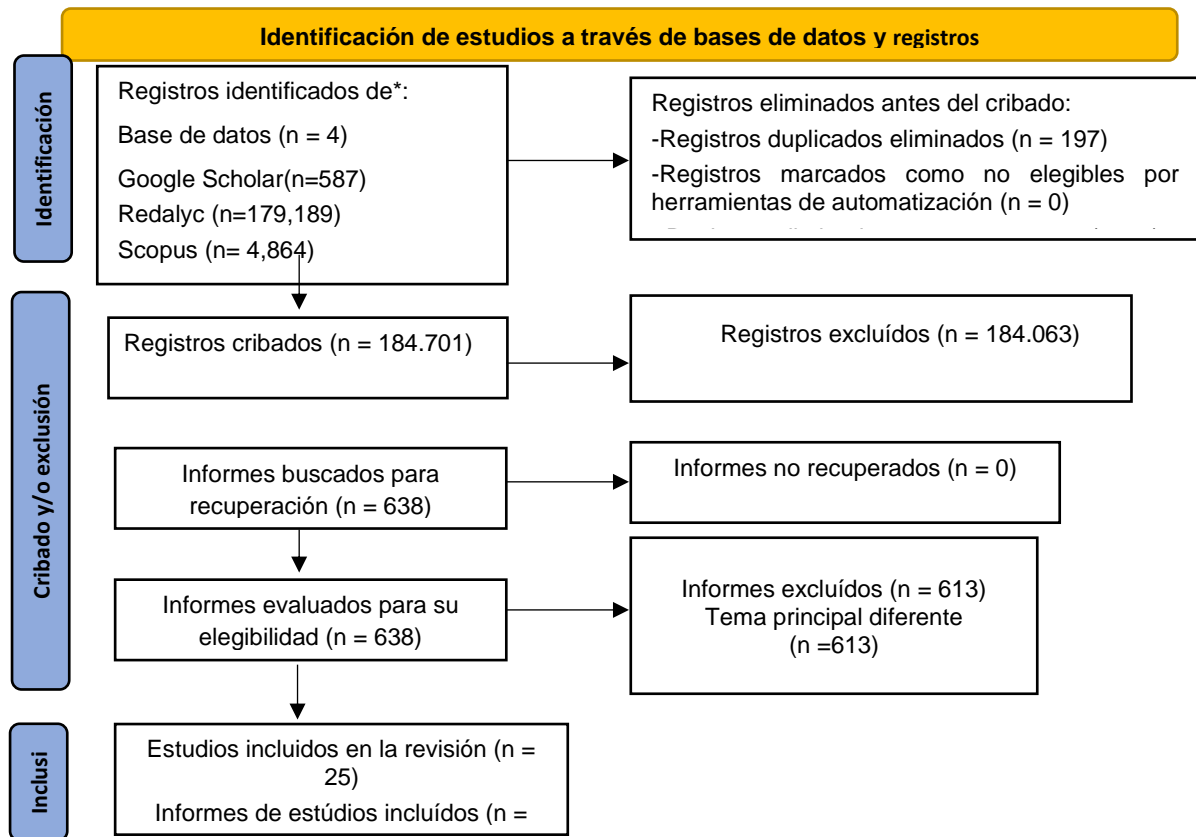 Identificación de estudios a través de bases de datos y registros
Identificación
Registros identificados de*:
Base de datos (n = 4)
Google Scholar(n=587)
Redalyc (n=179,189)
Scopus (n= 4,864)
Registros eliminados antes del cribado:
-Registros duplicados eliminados (n = 197)
-Registros marcados como no elegibles por
herramientas de automatización (n = 0)
Cribado y/o exclusión
Registros cribados (n = 184.701)
Registros excluídos (n = 184.063)
Informes buscados para
recuperación (n = 638)
Informes no recuperados (n = 0)
Informes evaluados para su
elegibilidad (n = 638)
Informes excluídos (n = 613)
Tema principal diferente
(n =613)
Inclusi
Estudios incluidos en la revisión (n =
25)
Informes de estúdios incluídos (n =